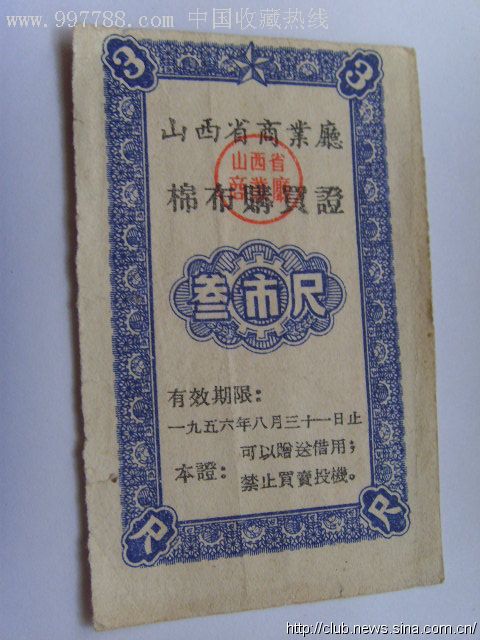 www.997788.com 中国收藏热线
3 3
山西省商業廳
山西省
商業廳
棉布購買證
叁市尺
有效期限：
一九五六年八月三十一日止
本證：
可以贈送借用；
禁止買賣投機。
尺 尺
http://club.news.sina.com.cn/